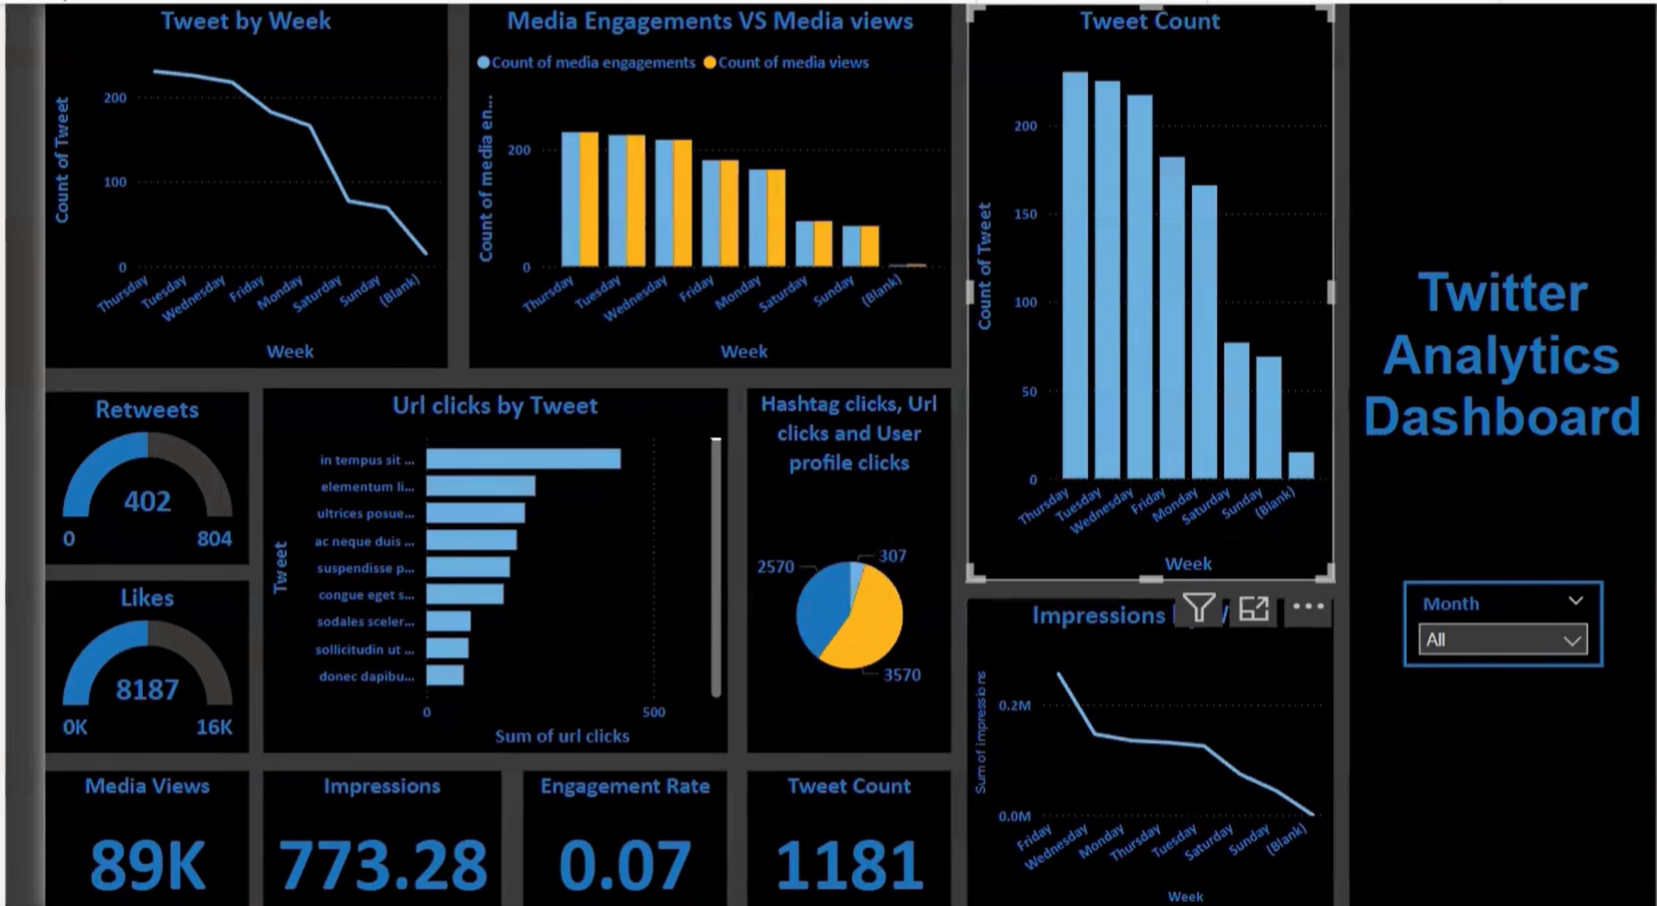 Tweet by Week
Count of Tweet
200
100
0
Thursday
Tuesday
Wednesday
Friday
Monday
Saturday
Sunday
(Blank)
Week
Media Engagements VS Media views
Count of media engagements
Count of media views
Count of media en...
200
0
Thursday
Tuesday
Wednesday
Friday
Monday
Saturday
Sunday
(Blank)
Week
Tweet Count
Count of Tweet
200
150
100
50
0
Thursday
Tuesday
Wednesday
Friday
Monday
Saturday
Sunday
(Blank)
Week
Twitter
Analytics
Dashboard
Retweets
402
0
804
Likes
8187
0K
16K
Url clicks by Tweet
Tweet
in tempus sit ...
elementum li...
ultrices posue...
ac neque duis ...
suspendisse p...
congue eget s...
sodales sceler...
sollicitudin ut ...
donec dapibu...
0
500
Sum of url clicks
Hashtag clicks, Url
clicks and User
profile clicks
307
2570
3570
Month
All
Impressions
Sum of impressions
0.2M
0.0M
Friday
Wednesday
Monday
Thursday
Tuesday
Saturday
Sunday
(Blank)
Week
Media Views
89K
Impressions
773.28
Engagement Rate
0.07
Tweet Count
1181